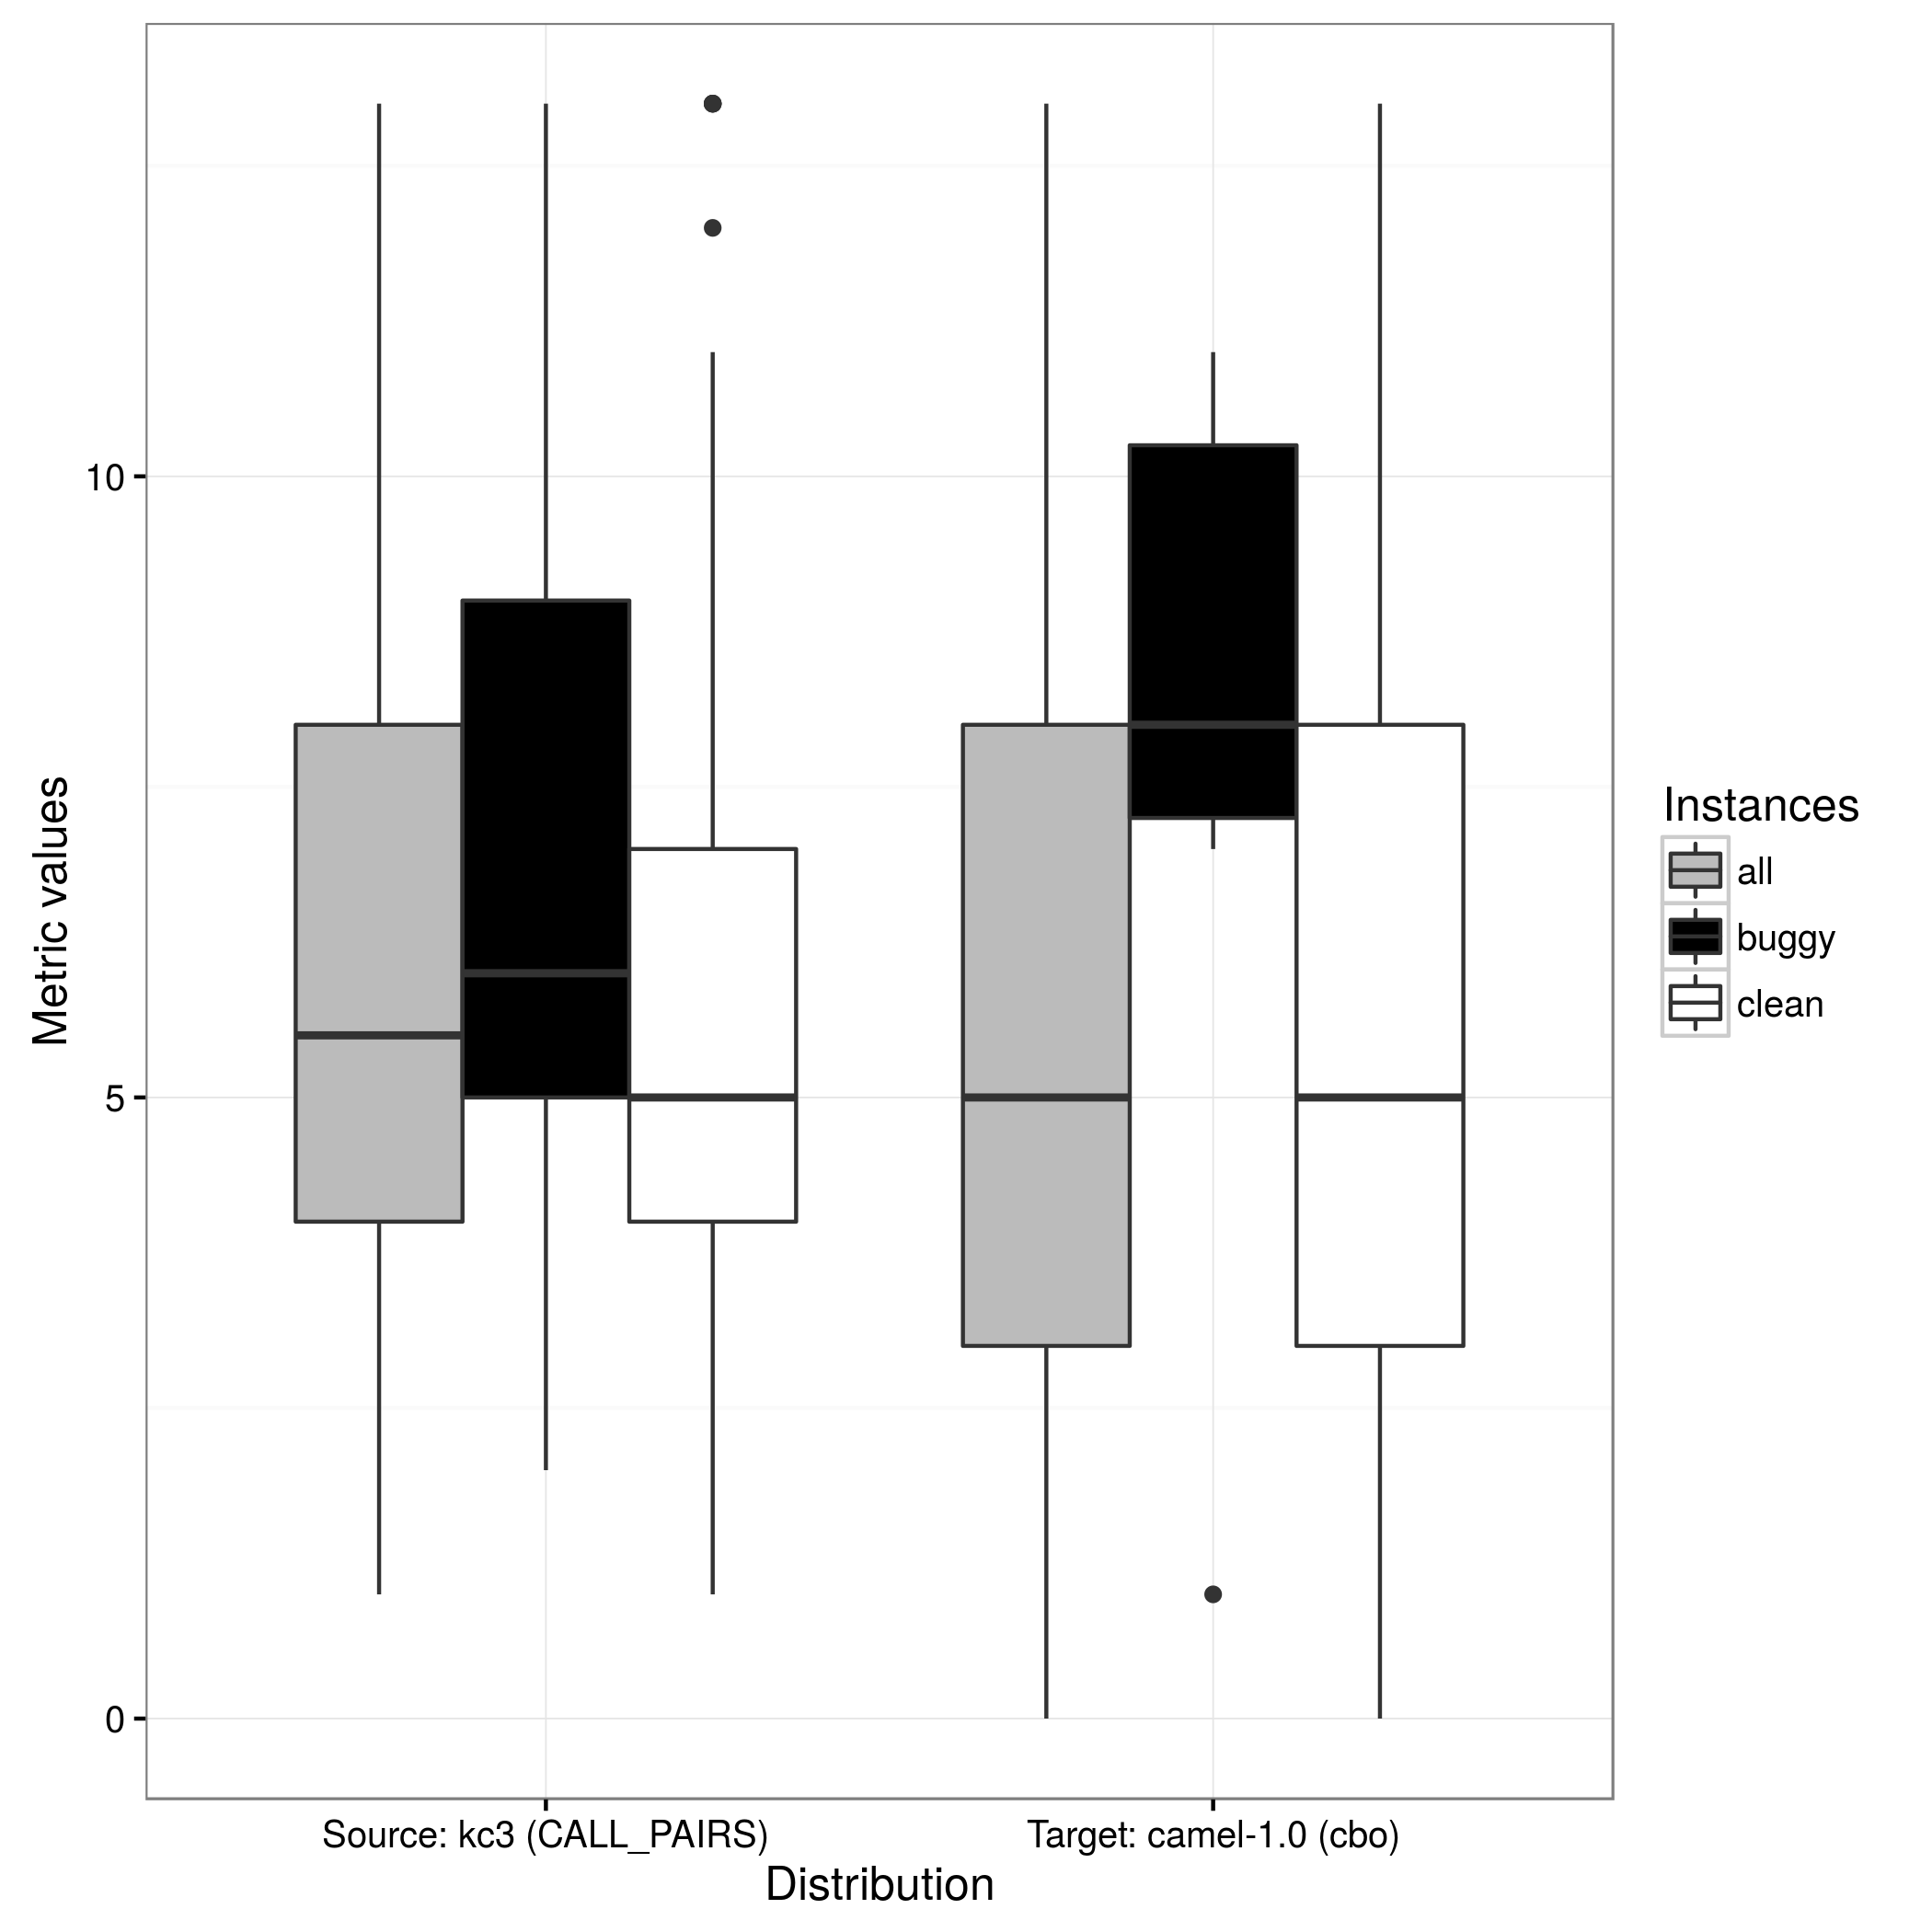 Metric values
10
5
0
Source: kc3 (CALL_PAIRS)
Target: camel-1.0 (cbo)
Distribution
Instances
all
buggy
clean